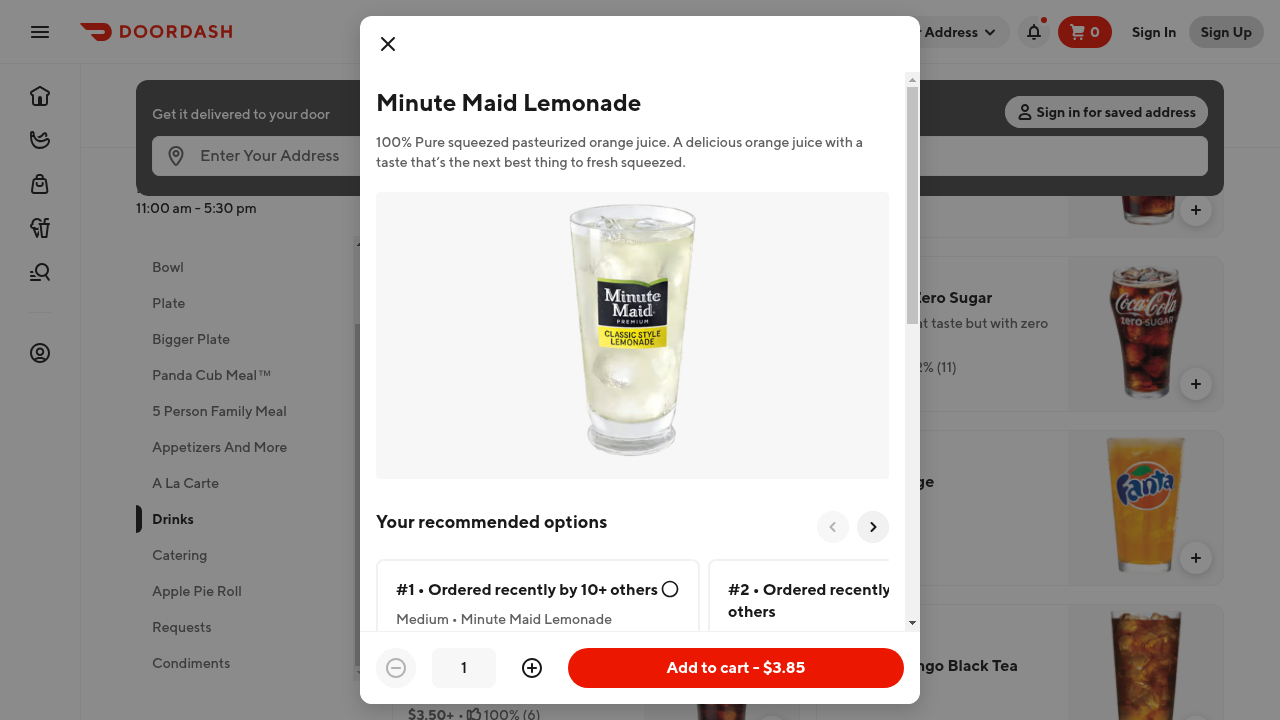 DOORDASH
Address
0
Sign In
Sign Up
Get it delivered to your door
Sign in for saved address
Enter Your Address
11:00 am - 5:30 pm
Bowl
Plate
Bigger Plate
Panda Cub Meal™
5 Person Family Meal
Appetizers And More
A La Carte
Drinks
Catering
Apple Pie Roll
Requests
Condiments
Minute Maid Lemonade
100% Pure squeezed pasteurized orange juice. A delicious orange juice with a
taste that's the next best thing to fresh squeezed.
Minute
Maid
PREMIUM
CLASSIC STYLE
LEMONADE
Your recommended options
#1 • Ordered recently by 10+ others
Medium • Minute Maid Lemonade
#2 • Ordered recently
others
1
Add to cart - $3.85
Zero Sugar
taste but with zero
(11)
Coca-Cola
zero-SUGAR
Fanta
Black Tea
$3.50+ • 100% (6)